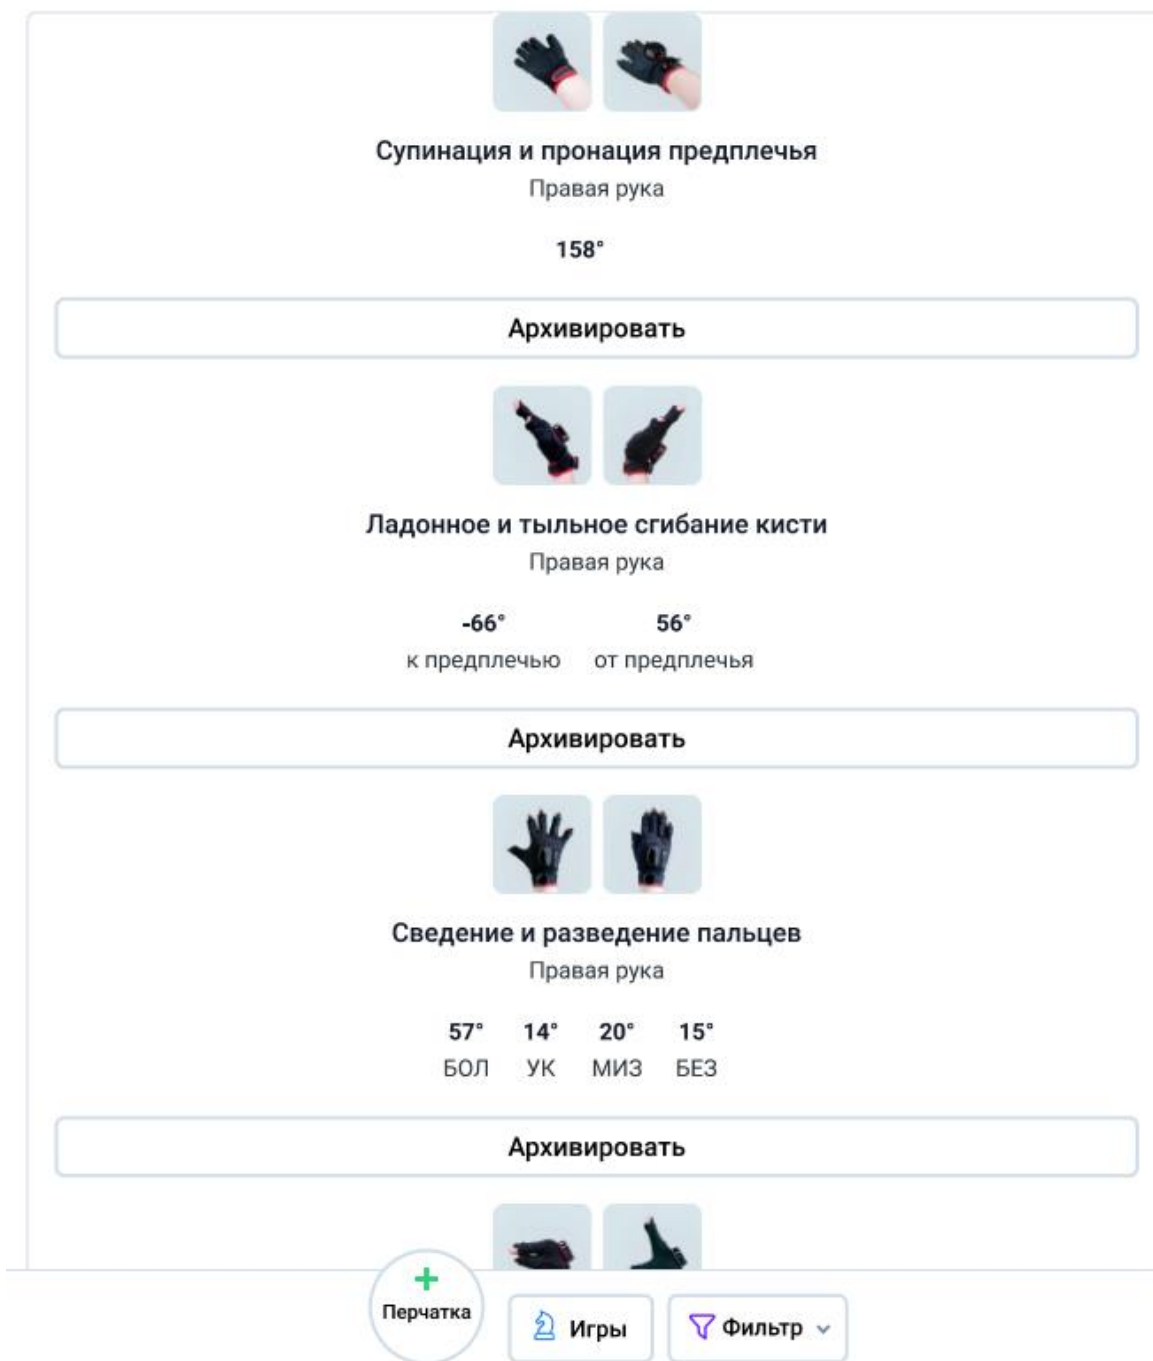 Супинация и пронация предплечья
Правая рука
158°
Архивировать
Ладонное и тыльное сгибание кисти
Правая рука
-66° 56°
к предплечью от предплечья
Архивировать
Сведение и разведение пальцев
Правая рука
57° 14° 20° 15°
БОЛ УК МИЗ БЕЗ
Архивировать
Перчатка
Игры
Фильтр